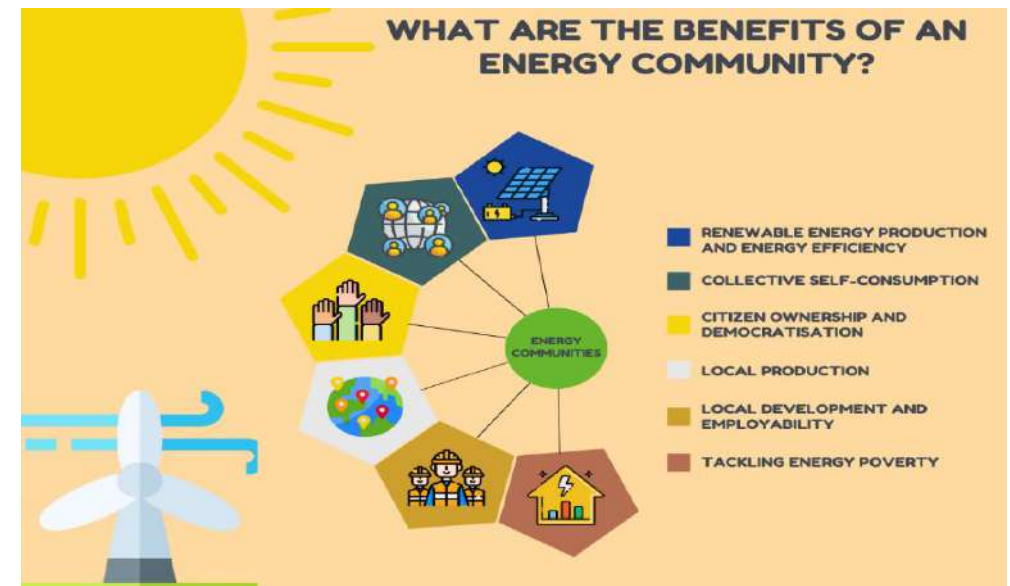 WHAT ARE THE BENEFITS OF AN
ENERGY COMMUNITY?
ENERGY
COMMUNITIES
RENEWABLE ENERGY PRODUCTION
AND ENERGY EFFICIENCY
COLLECTIVE SELF-CONSUMPTION
CITIZEN OWNERSHIP AND
DEMOCRATISATION
LOCAL PRODUCTION
LOCAL DEVELOPMENT AND
EMPLOYABILITY
TACKLING ENERGY POVERTY